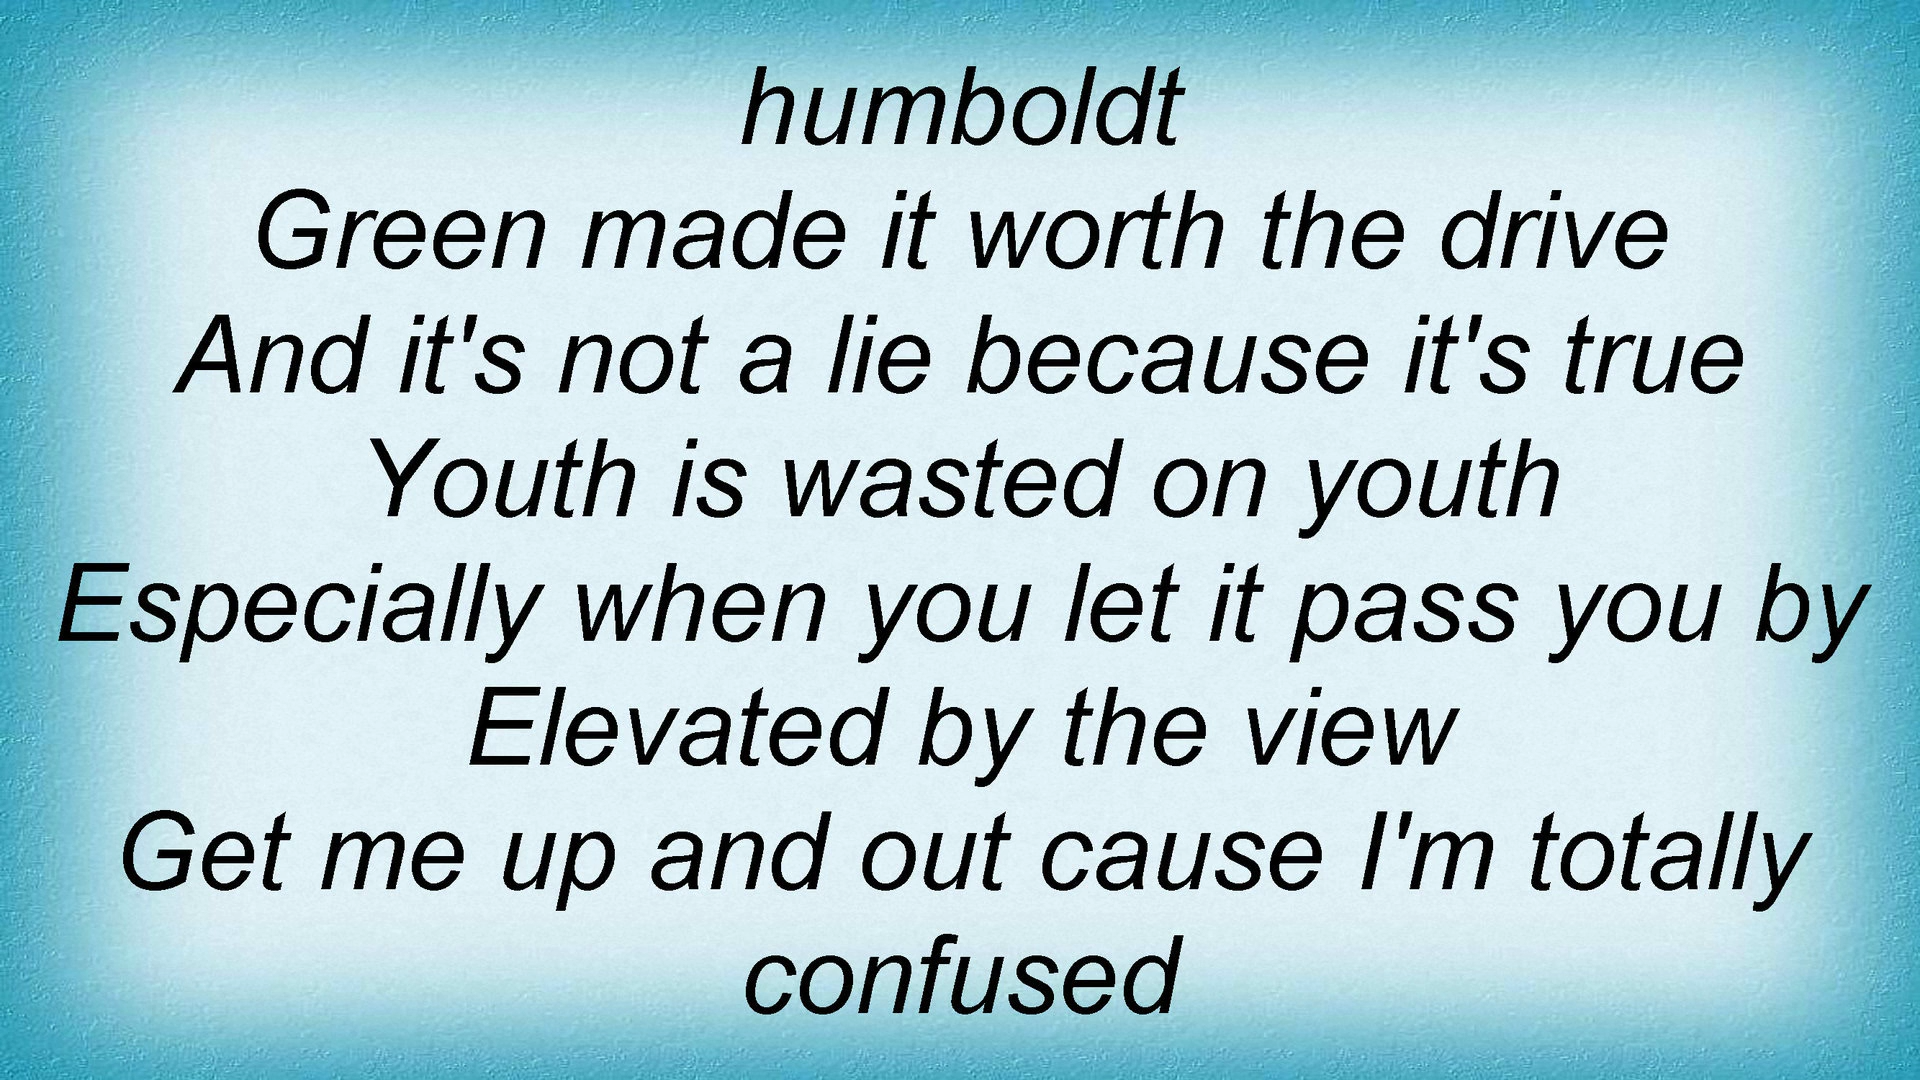 humboldt
Green made it worth the drive
And it's not a lie because it's true
Youth is wasted on youth
Especially when you let it pass you by
Elevated by the view
Get me up and out cause I'm totally
confused